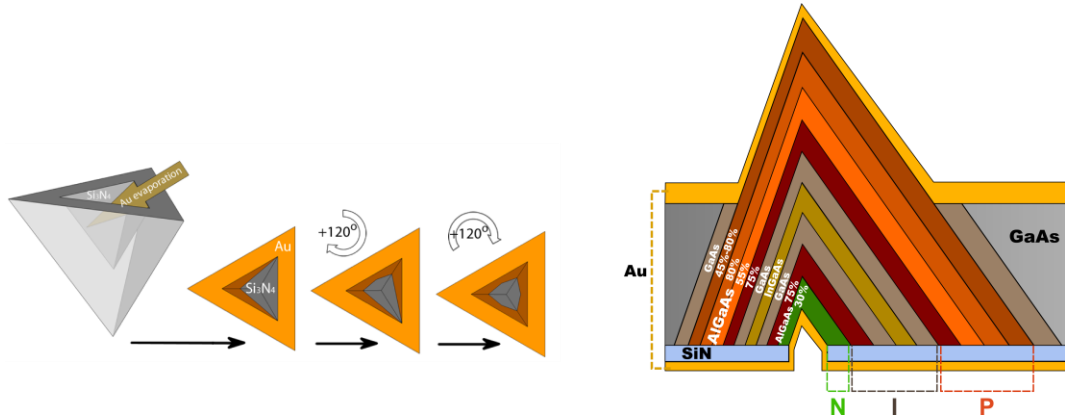 Si₃N₄
Au evaporation
Au
Si₃N₄
+120°
+120°
Au
GaAs
45%-80%
AlGaAs 80%
55%
75%
GaAs
InGaAs
GaAs
AlGaAs 75%
30%
GaAs
SiN
N
I
P